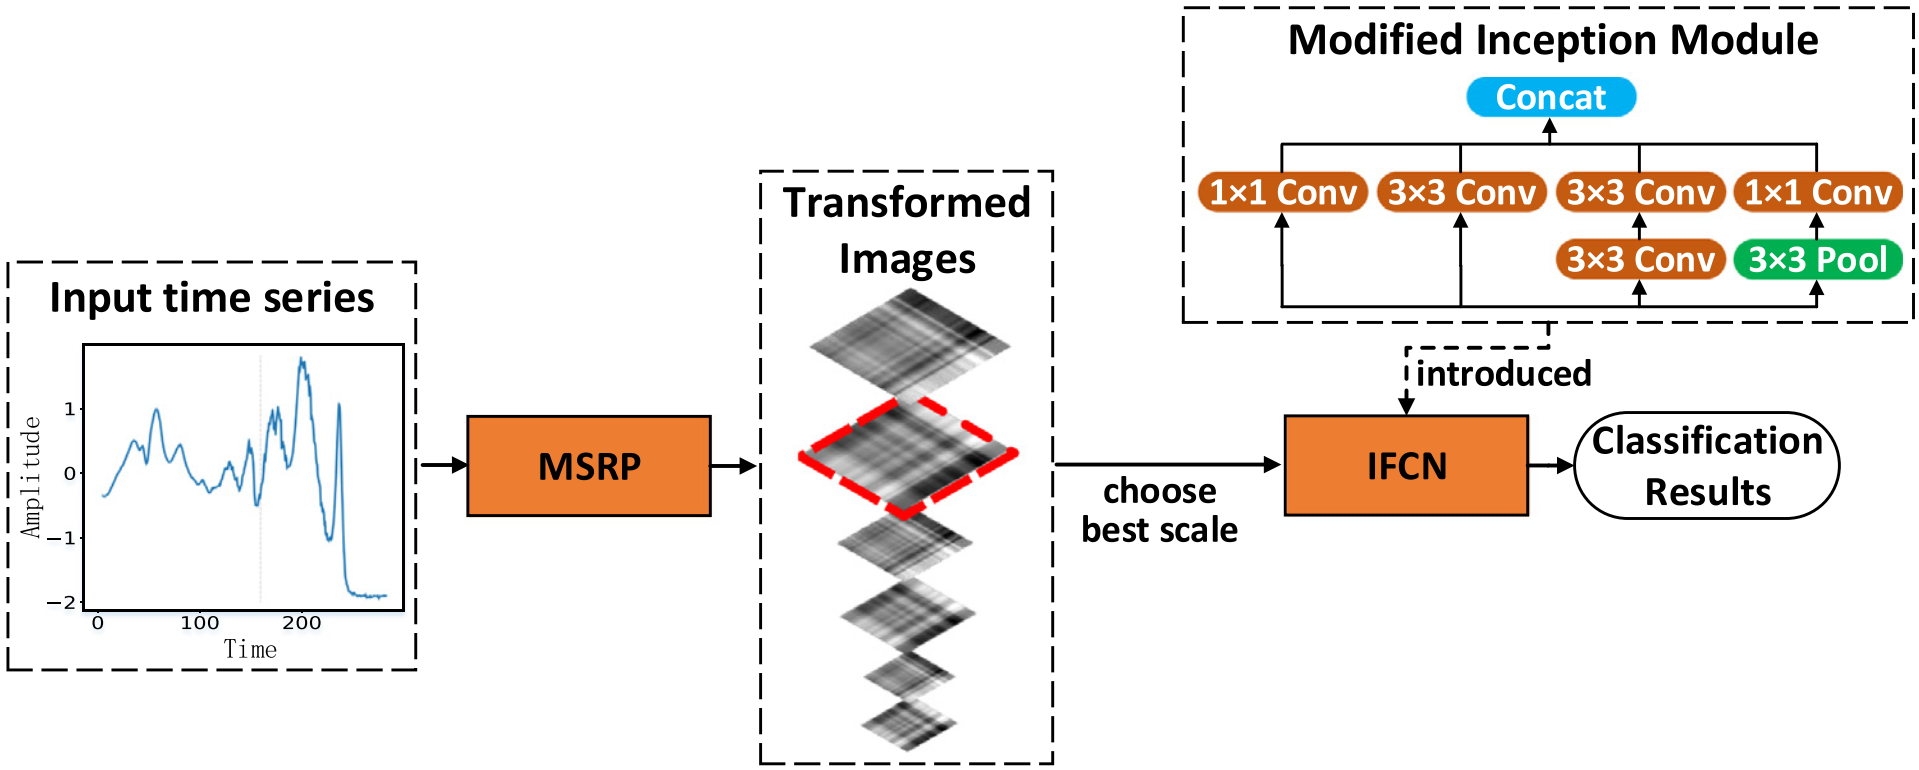 Input time series
Amplitude
1
0
−1
−2
0 100 200
Time
MSRP
Transformed
Images
choose
best scale
Modified Inception Module
Concat
1×1 Conv 3×3 Conv 3×3 Conv 1×1 Conv
3×3 Conv 3×3 Pool
introduced
IFCN
Classification
Results